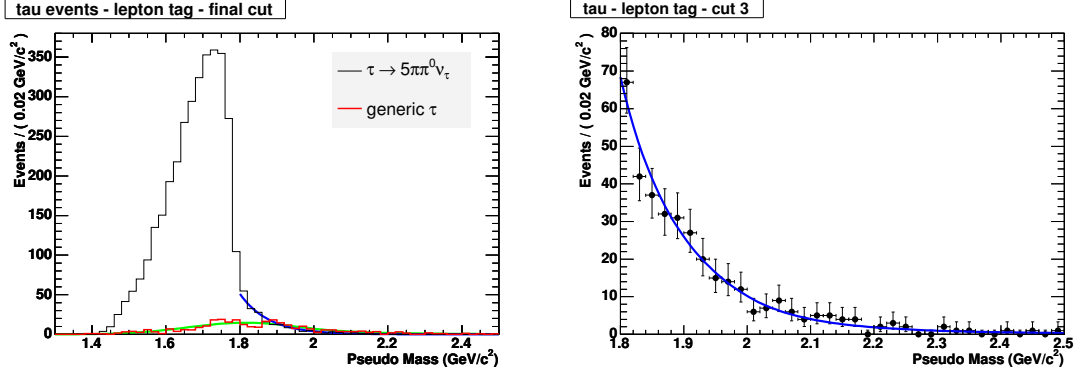 tau events - lepton tag - final cut
Events / ( 0.02 GeV/c²)
350
300
250
200
150
100
50
0
τ → 5ππ⁰ν_τ
generic τ
1.4 1.6 1.8 2 2.2 2.4
Pseudo Mass (GeV/c²)
tau - lepton tag - cut 3
Events / ( 0.02 GeV/c²)
80
70
60
50
40
30
20
10
0
1.8 1.9 2 2.1 2.2 2.3 2.4 2.5
Pseudo Mass (GeV/c²)